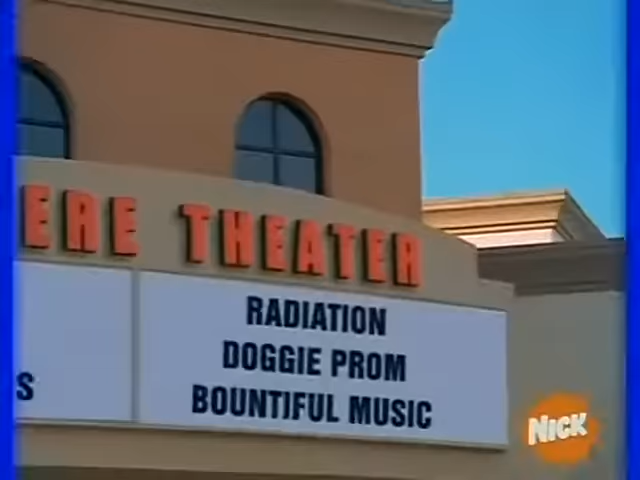 ERE THEATER
S
RADIATION
DOGGIE PROM
BOUNTIFUL MUSIC
NICK